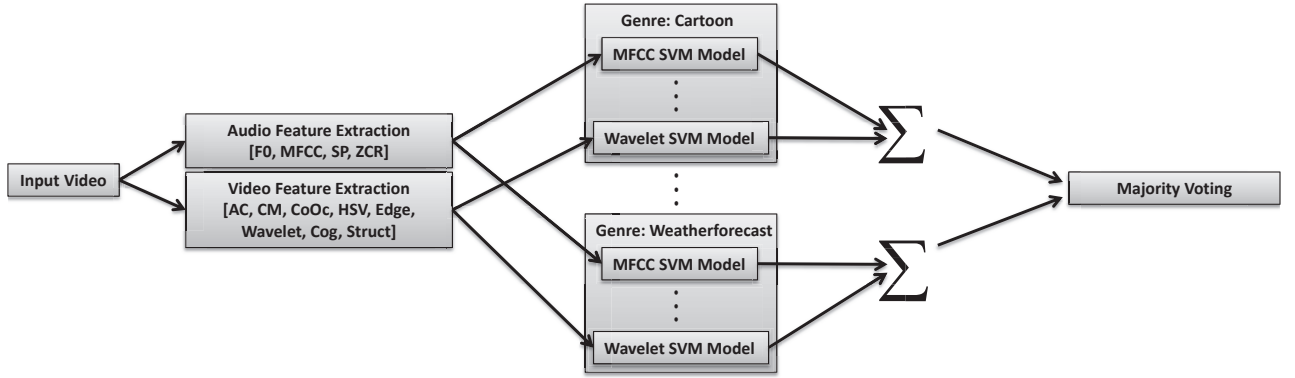 Input Video
Audio Feature Extraction
[F0, MFCC, SP, ZCR]
Video Feature Extraction
[AC, CM, CoOc, HSV, Edge,
Wavelet, Cog, Struct]
Genre: Cartoon
MFCC SVM Model
Wavelet SVM Model
Genre: Weatherforecast
MFCC SVM Model
Wavelet SVM Model
∑
∑
Majority Voting